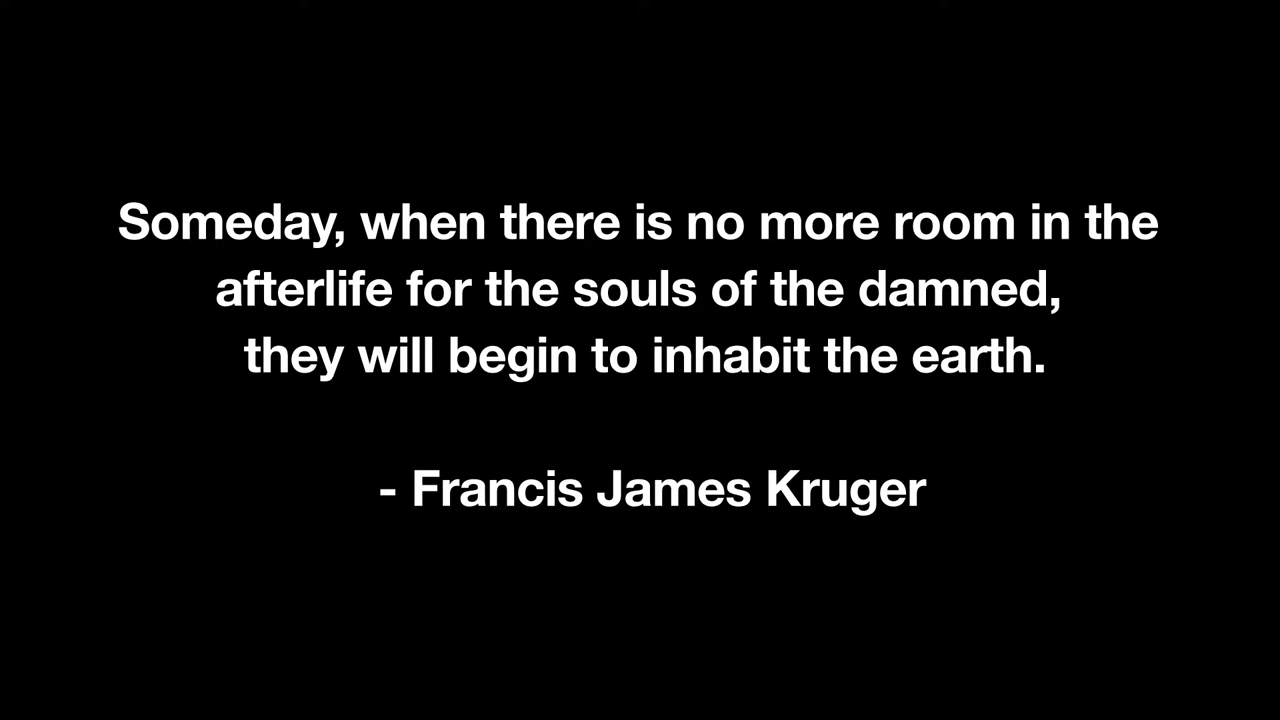 Someday, when there is no more room in the
afterlife for the souls of the damned,
they will begin to inhabit the earth.
- Francis James Kruger